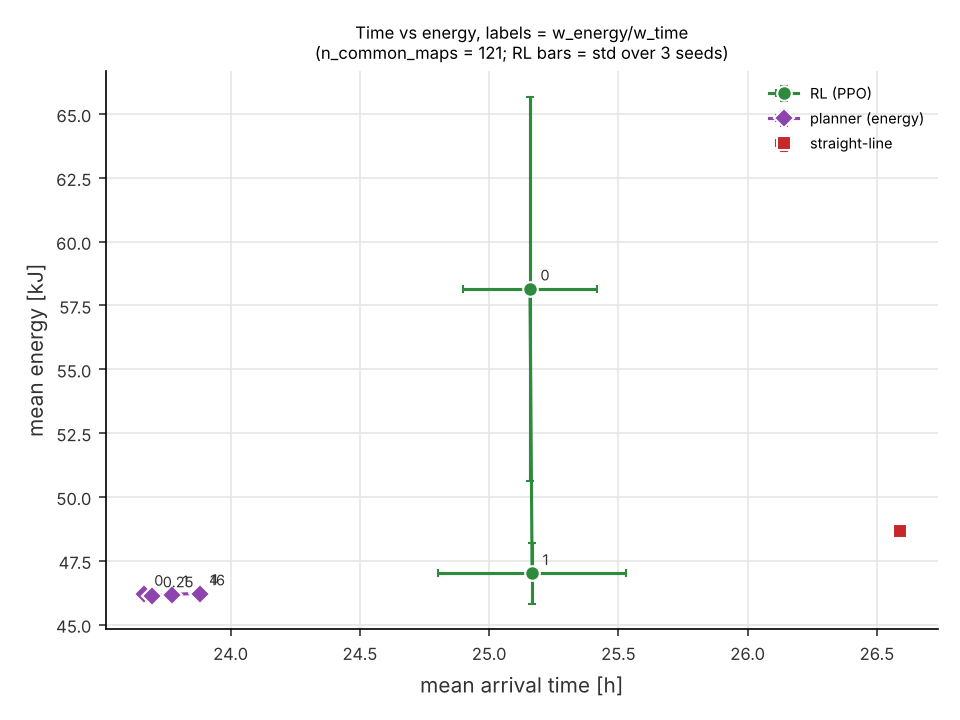 Time vs energy, labels = w_energy/w_time
(n_common_maps = 121; RL bars = std over 3 seeds)
RL (PPO)
planner (energy)
straight-line
mean energy [kJ]
65.0
62.5
60.0
57.5
55.0
52.5
50.0
47.5
45.0
0
1
0
0.25
24.0
24.5
25.0
25.5
26.0
26.5
mean arrival time [h]